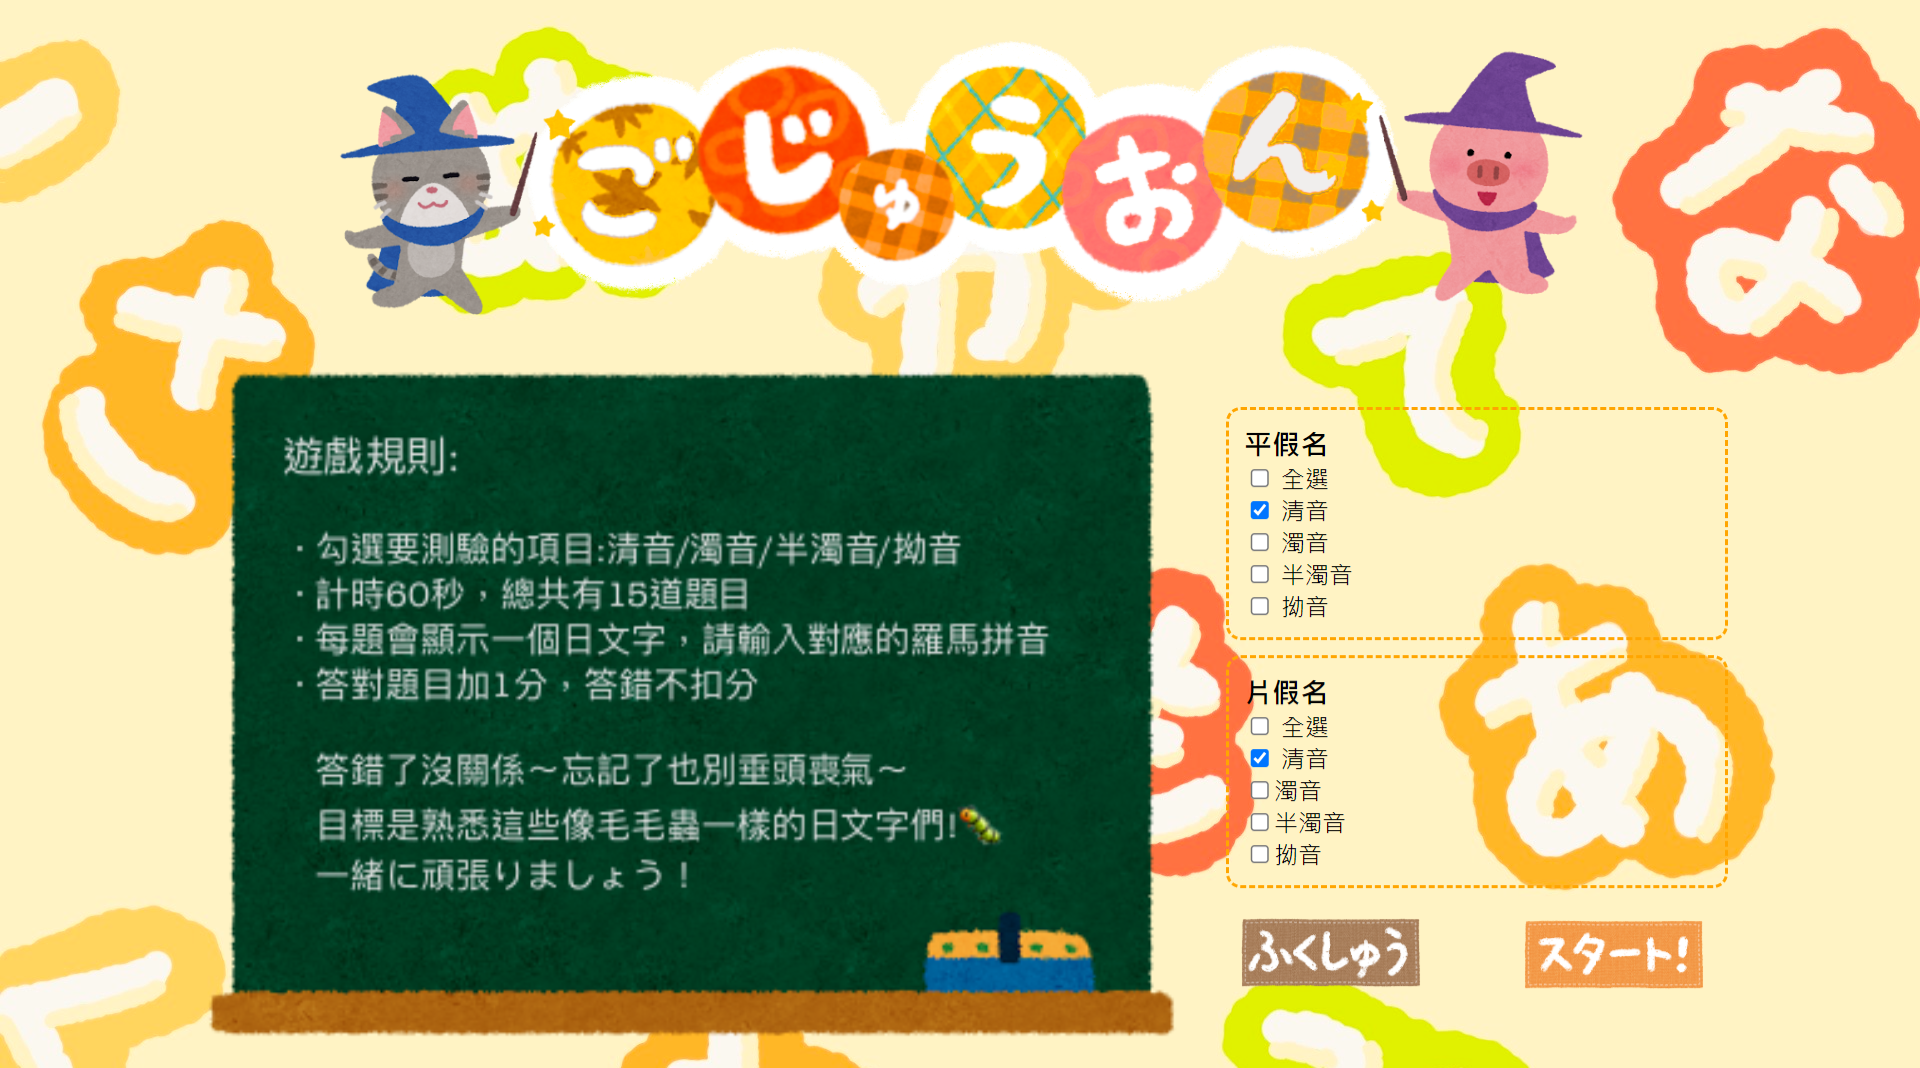 ごじゅうおん
な
さ
か
て
遊戲規則:
・勾選要測驗的項目:清音/濁音/半濁音/拗音
・計時60秒，總共有15道題目
・每題會顯示一個日文字，請輸入對應的羅馬拼音
・答對題目加1分，答錯不扣分
答錯了沒關係～忘記了也別垂頭喪氣～
目標是熟悉這些像毛毛蟲一樣的日文字們!🐛
一緒に頑張りましょう！
平假名
全選
清音
濁音
半濁音
拗音
あ
片假名
全選
清音
濁音
半濁音
拗音
ふくしゅう
スタート!